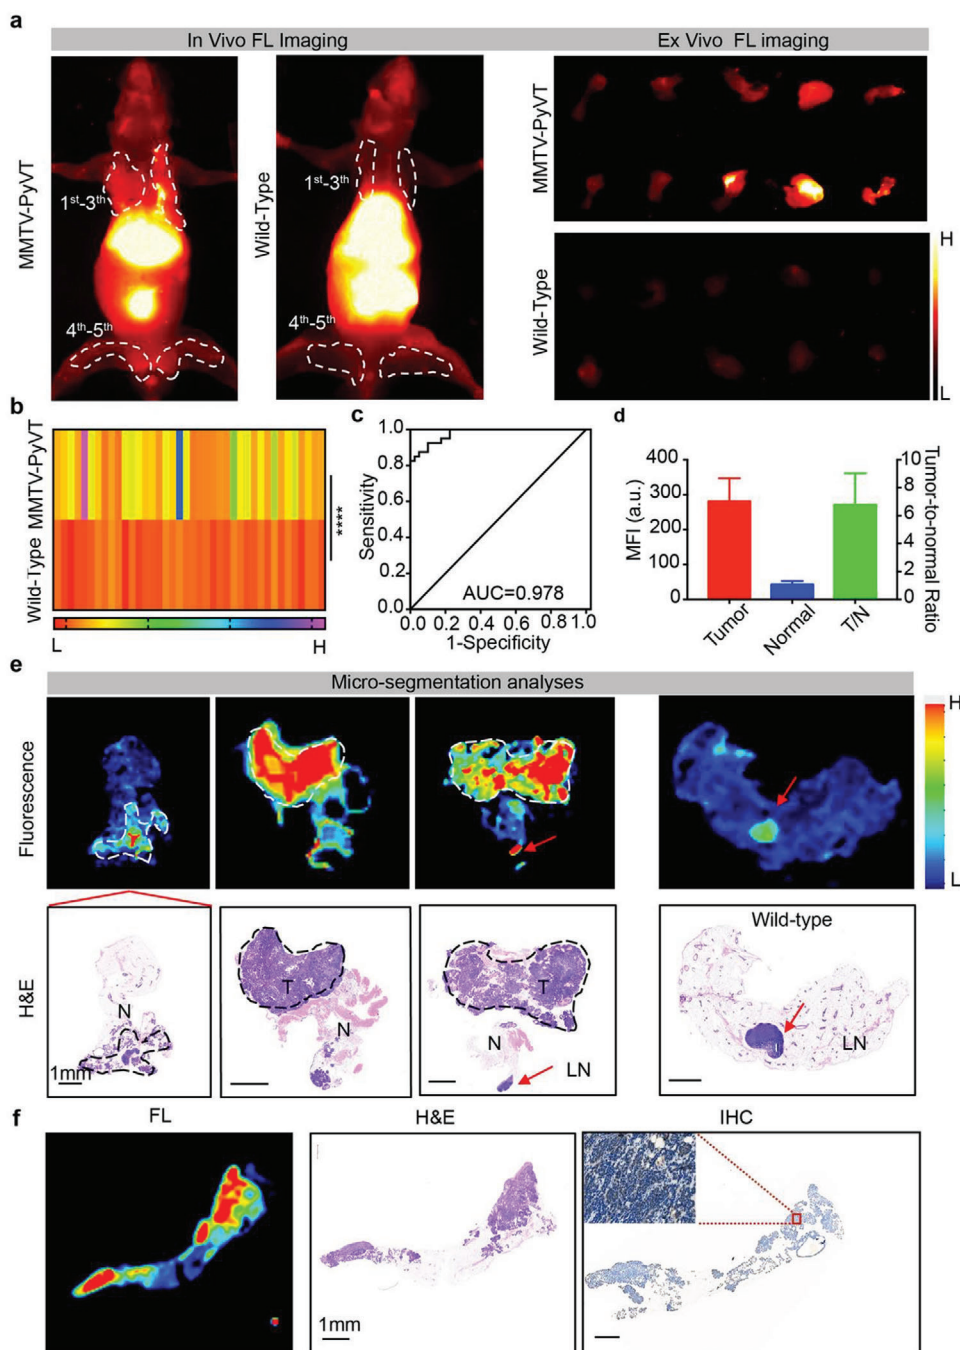 a
In Vivo FL Imaging
Ex Vivo FL imaging
MMTV-PyVT
1st-3th
4th-5th
Wild-Type
1st-3th
4th-5th
MMTV-PyVT
Wild-Type
H
L
b
MMTV-PyVT
Wild-Type
****
L
H
c
Sensitivity
1.0
0.8
0.6
0.4
0.2
0.0
AUC=0.978
0.0 0.2 0.4 0.6 0.8 1.0
1-Specificity
d
MFI (a.u.)
400
300
200
100
0
10
8
6
4
2
0
Tumor-to-normal Ratio
Tumor
Normal
T/N
e
Micro-segmentation analyses
Fluorescence
H
L
H&E
N
1mm
T
N
T
N
LN
Wild-type
LN
f
FL
H&E
IHC
1mm